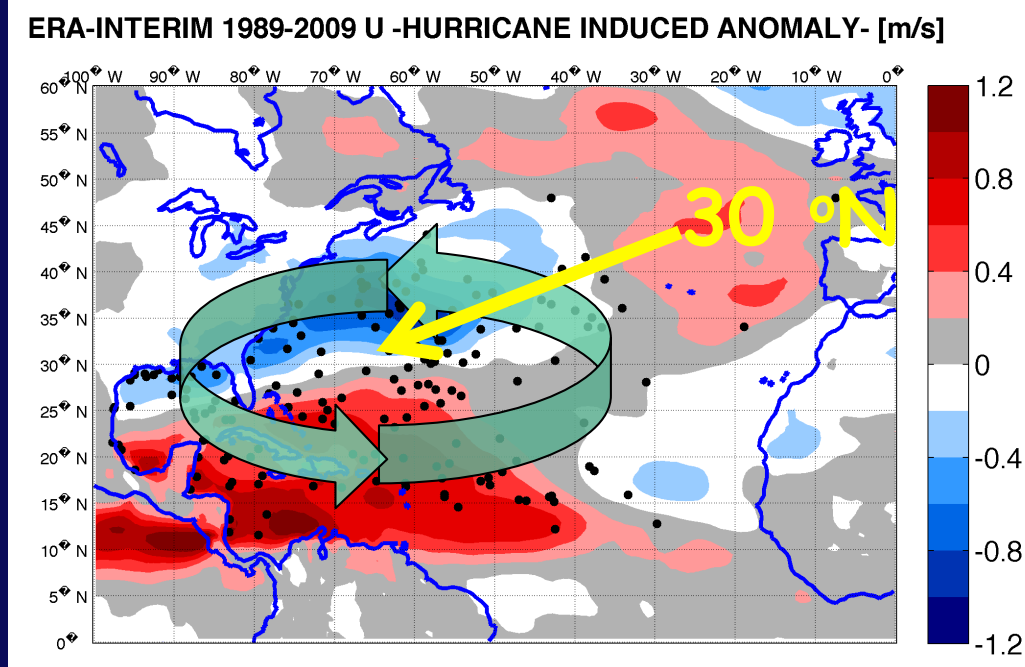 ERA-INTERIM 1989-2009 U -HURRICANE INDUCED ANOMALY- [m/s]
100� W 90� W 80� W 70� W 60� W 50� W 40� W 30� W 20� W 10� W 0�
60� N
55� N
50� N
45� N
40� N
35� N
30� N
25� N
20� N
15� N
10� N
5� N
0�
30 ºN
1.2
0.8
0.4
0
-0.4
-0.8
-1.2